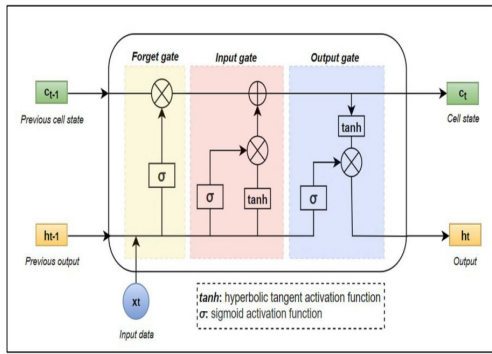 Forget gate
Input gate
Output gate
Ct-1
Previous cell state
Ct
Cell state
tanh
σ
σ
tanh
σ
ht-1
Previous output
ht
Output
xt
Input data
tanh: hyperbolic tangent activation function
σ: sigmoid activation function